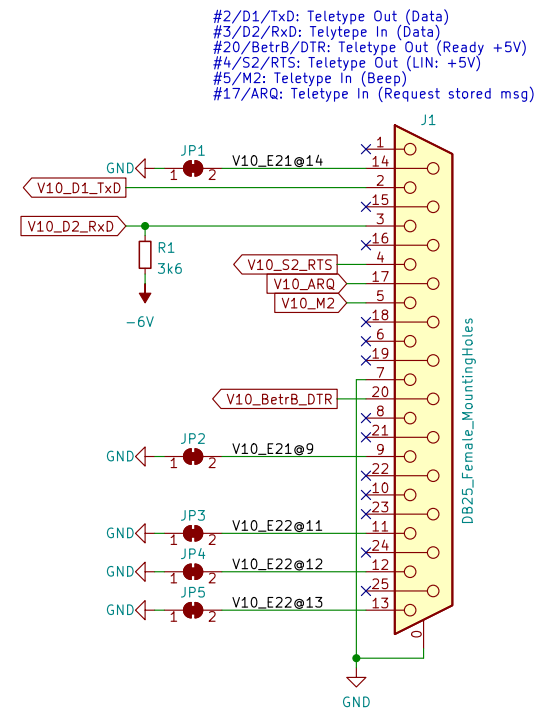 #2/D1/TxD: Teletype Out (Data)
#3/D2/RxD: Telytepe In (Data)
#20/BetrB/DTR: Teletype Out (Ready +5V)
#4/S2/RTS: Teletype Out (LIN: +5V)
#5/M2: Teletype In (Beep)
#17/ARQ: Teletype In (Request stored msg)
J1
1
JP1
GND 1 2 V10_E21@14 14
V10_D1_TxD 2
15
V10_D2_RxD 3
R1
3k6
-6V
16
V10_S2_RTS 4
V10_ARQ 17
V10_M2 5
18
6
19
7
V10_BetrB_DTR 20
8
21
JP2
GND 1 2 V10_E21@9 9
22
10
23
JP3
GND 1 2 V10_E22@11 11
24
JP4
GND 1 2 V10_E22@12 12
25
JP5
GND 1 2 V10_E22@13 13
0
GND
DB25_Female_MountingHoles